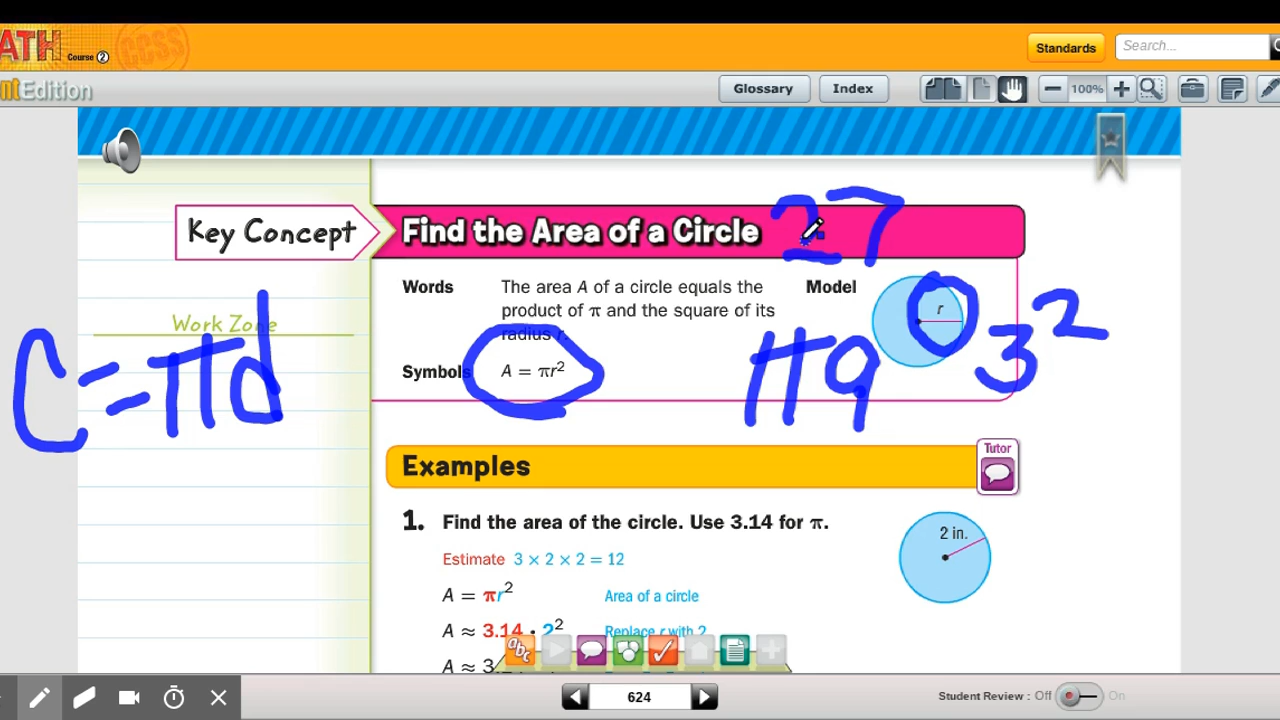 ATH Course 2 CCSS Standards Search...
ntEdition Glossary Index 100%
Key Concept Find the Area of a Circle 27
Words The area A of a circle equals the Model
product of π and the square of its
radius r.
r
Work Zone
C=πd
Symbols A = πr²
π9 3²
Examples Tutor
1. Find the area of the circle. Use 3.14 for π.
2 in.
Estimate 3 × 2 × 2 = 12
A = πr² Area of a circle
A ≈ 3.14 · 2² Replace r with 2
abc
A ≈ 3
624 Student Review : Off On